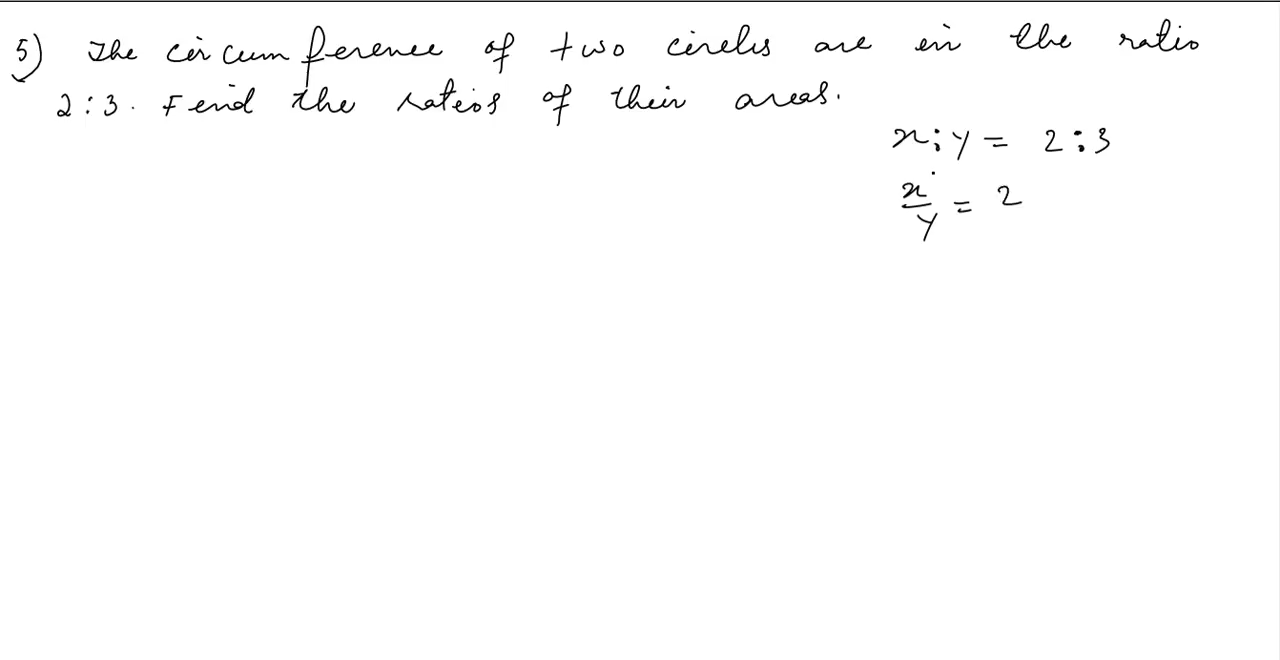 5) The circumference of two circles are in the ratio
2:3. Find the ratios of their areas.
x:y = 2:3
x/y = 2